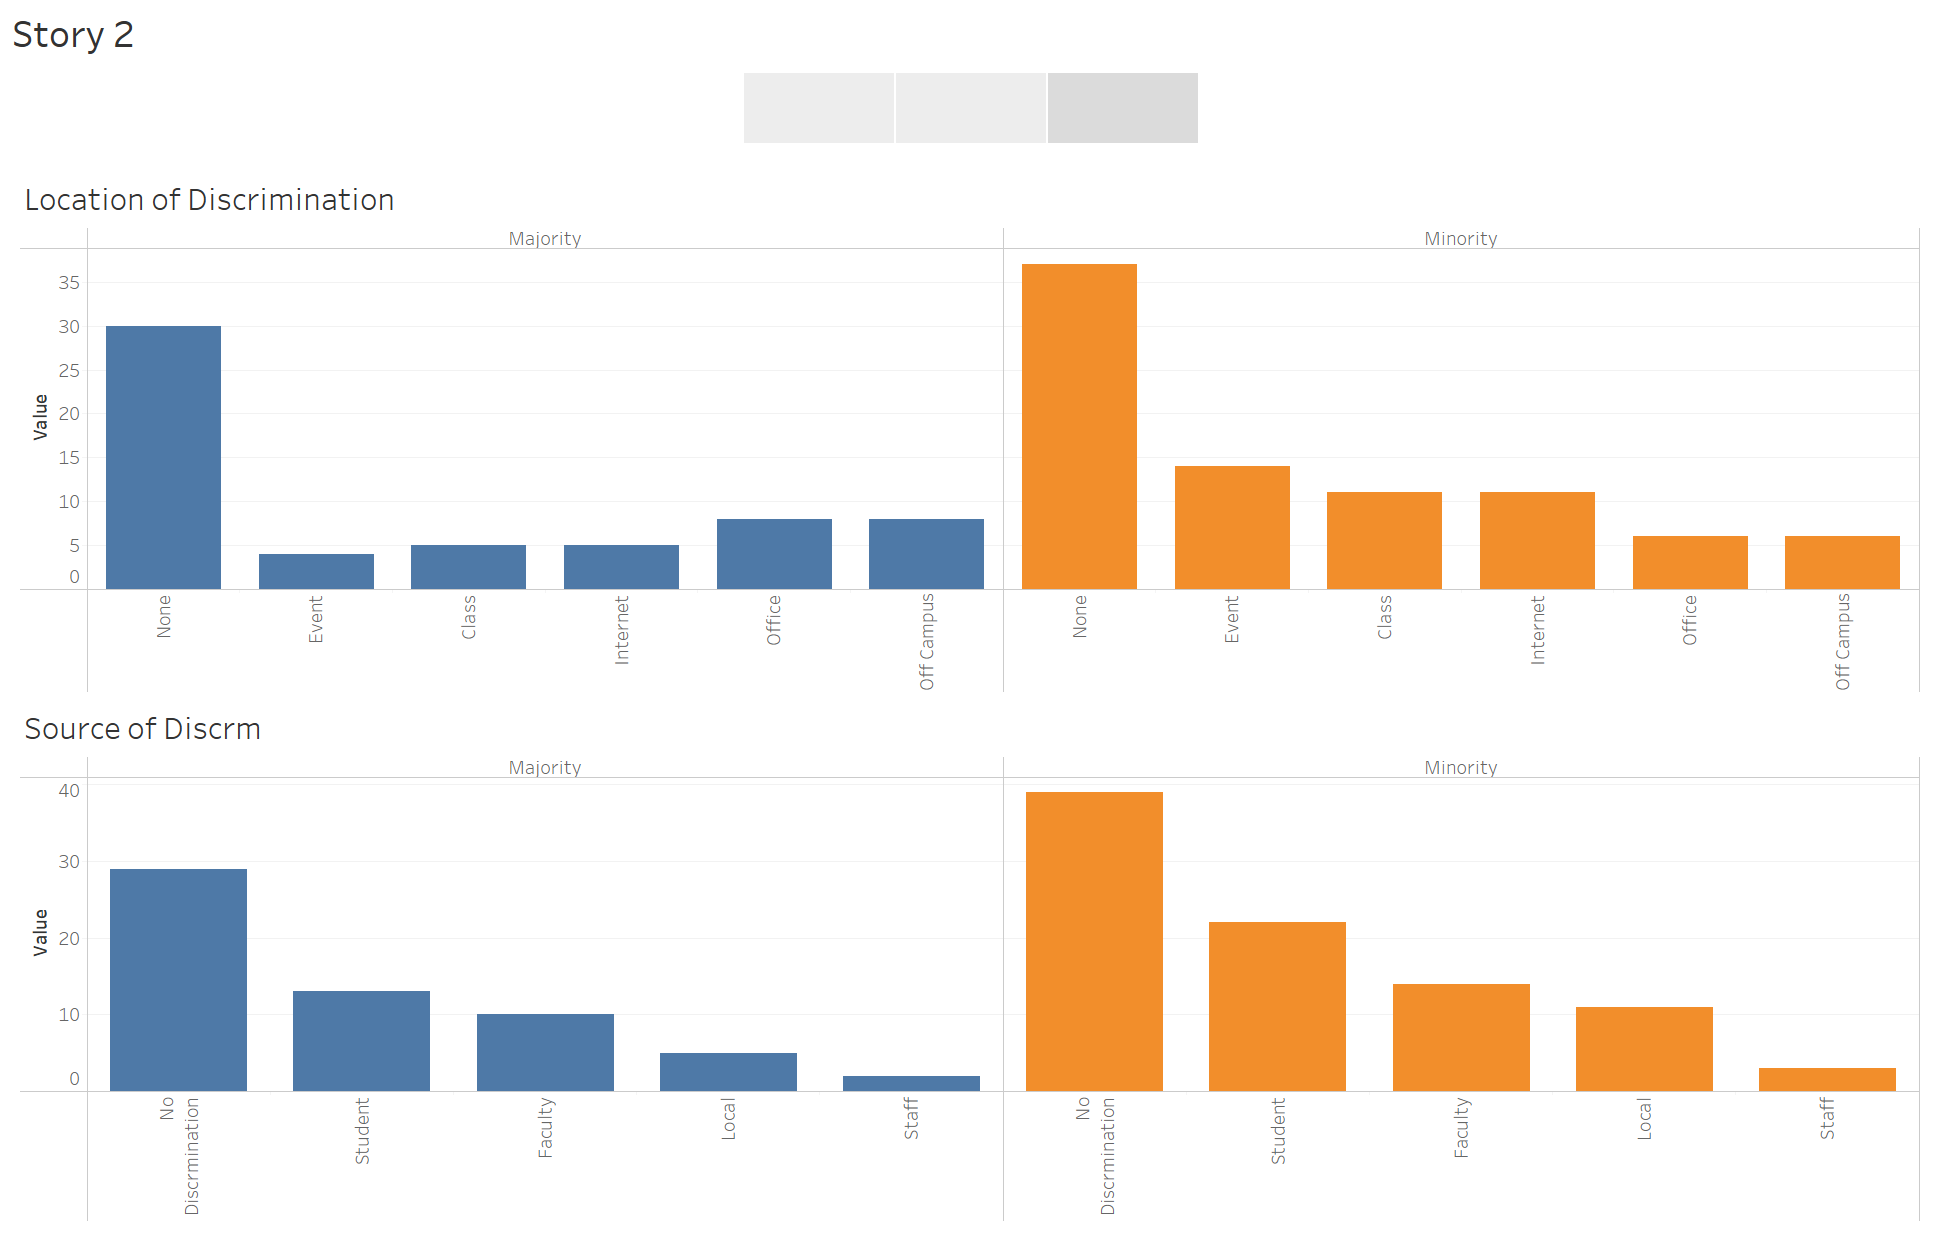 Story 2
Location of Discrimination
Majority
Minority
Value
35
30
25
20
15
10
5
0
None
Event
Class
Internet
Office
Off Campus
None
Event
Class
Internet
Office
Off Campus
Source of Discrm
Majority
Minority
Value
40
30
20
10
0
No
Discrmination
Student
Faculty
Local
Staff
No
Discrmination
Student
Faculty
Local
Staff